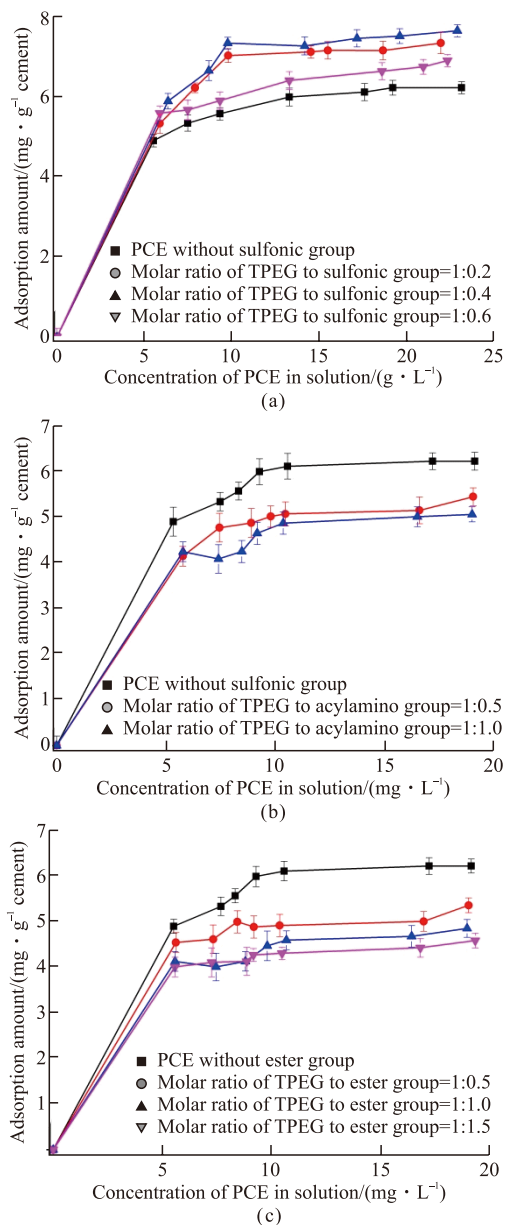 8
6
4
2
0
Adsorption amount/(mg · g⁻¹ cement)
PCE without sulfonic group
Molar ratio of TPEG to sulfonic group=1:0.2
Molar ratio of TPEG to sulfonic group=1:0.4
Molar ratio of TPEG to sulfonic group=1:0.6
0 5 10 15 20 25
Concentration of PCE in solution/(g · L⁻¹)
(a)
7
6
5
4
3
2
1
0
Adsorption amount/(mg · g⁻¹ cement)
PCE without sulfonic group
Molar ratio of TPEG to acylamino group=1:0.5
Molar ratio of TPEG to acylamino group=1:1.0
0 5 10 15 20
Concentration of PCE in solution/(mg · L⁻¹)
(b)
7
6
5
4
3
2
1
Adsorption amount/(mg · g⁻¹ cement)
PCE without ester group
Molar ratio of TPEG to ester group=1:0.5
Molar ratio of TPEG to ester group=1:1.0
Molar ratio of TPEG to ester group=1:1.5
5 10 15 20
Concentration of PCE in solution/(mg · L⁻¹)
(c)